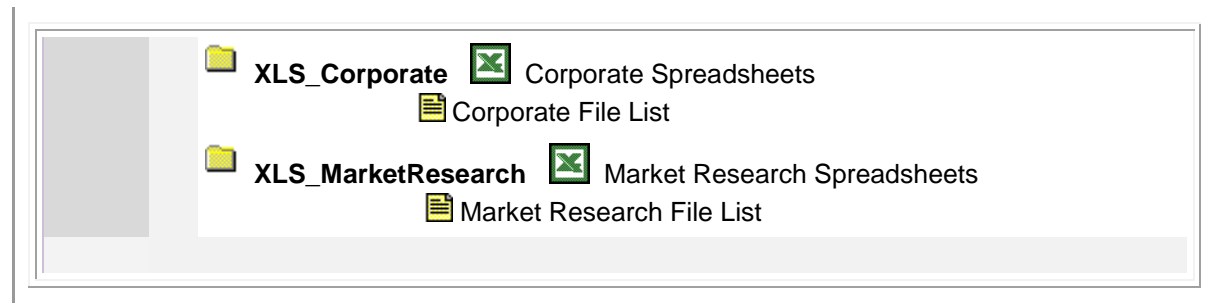 XLS_Corporate Corporate Spreadsheets
Corporate File List
XLS_MarketResearch Market Research Spreadsheets
Market Research File List